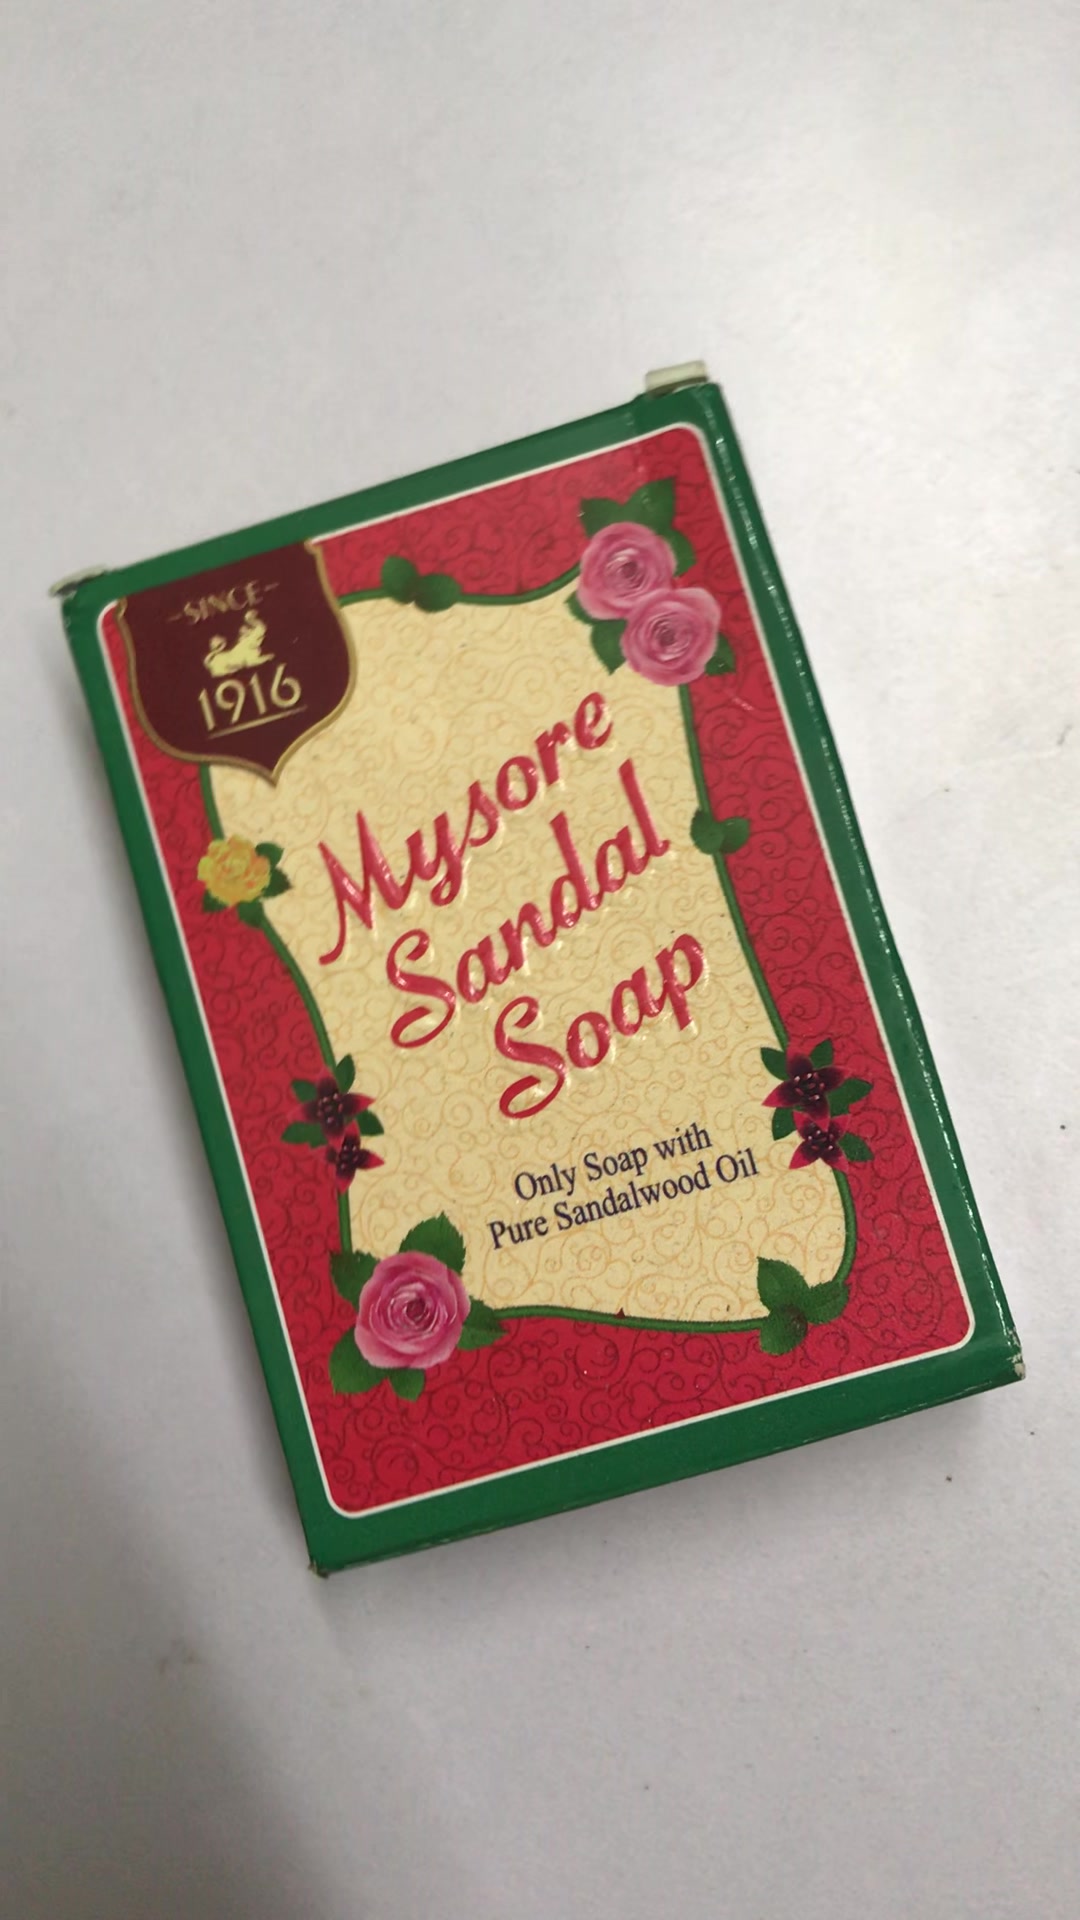 -SINCE-
1916
Mysore
Sandal
Soap
Only Soap with
Pure Sandalwood Oil